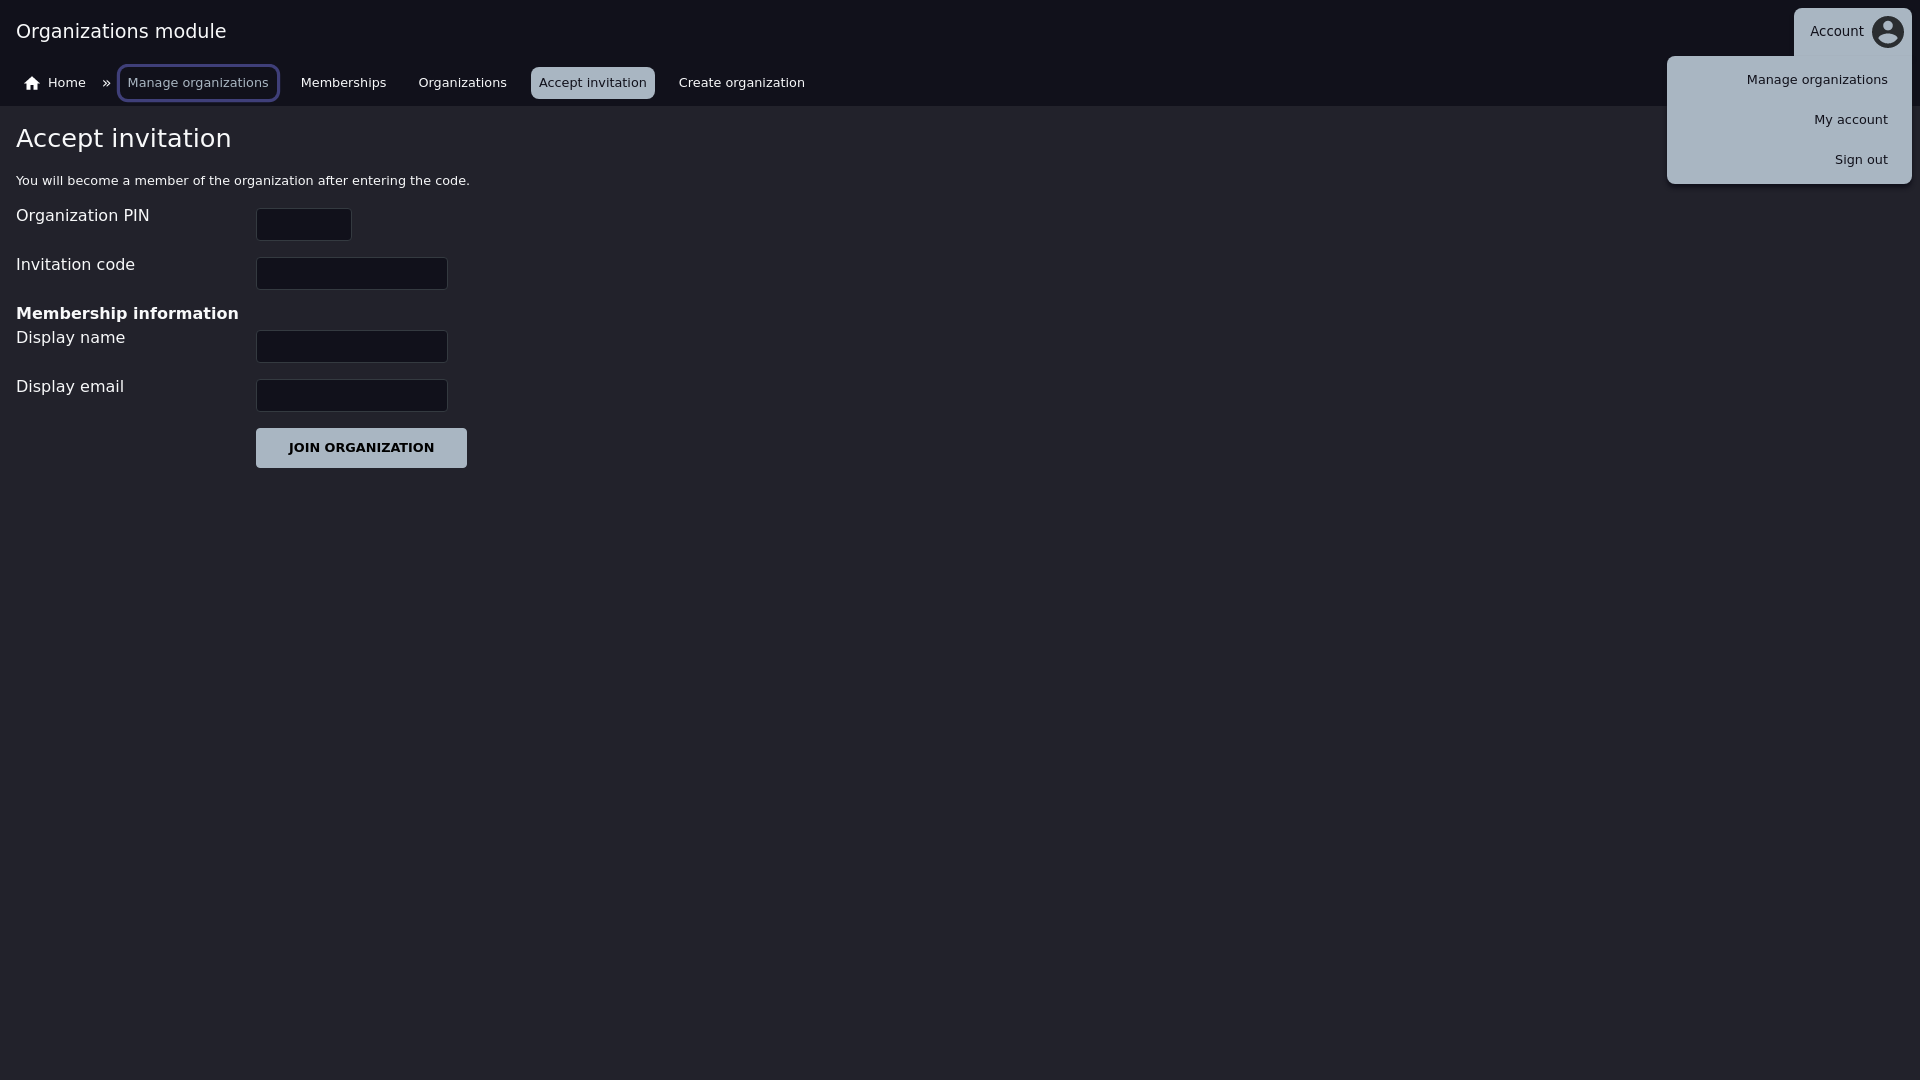 Organizations module
Account
Home » Manage organizations Memberships Organizations Accept invitation Create organization
Manage organizations
My account
Sign out
Accept invitation
You will become a member of the organization after entering the code.
Organization PIN
Invitation code
Membership information
Display name
Display email
JOIN ORGANIZATION